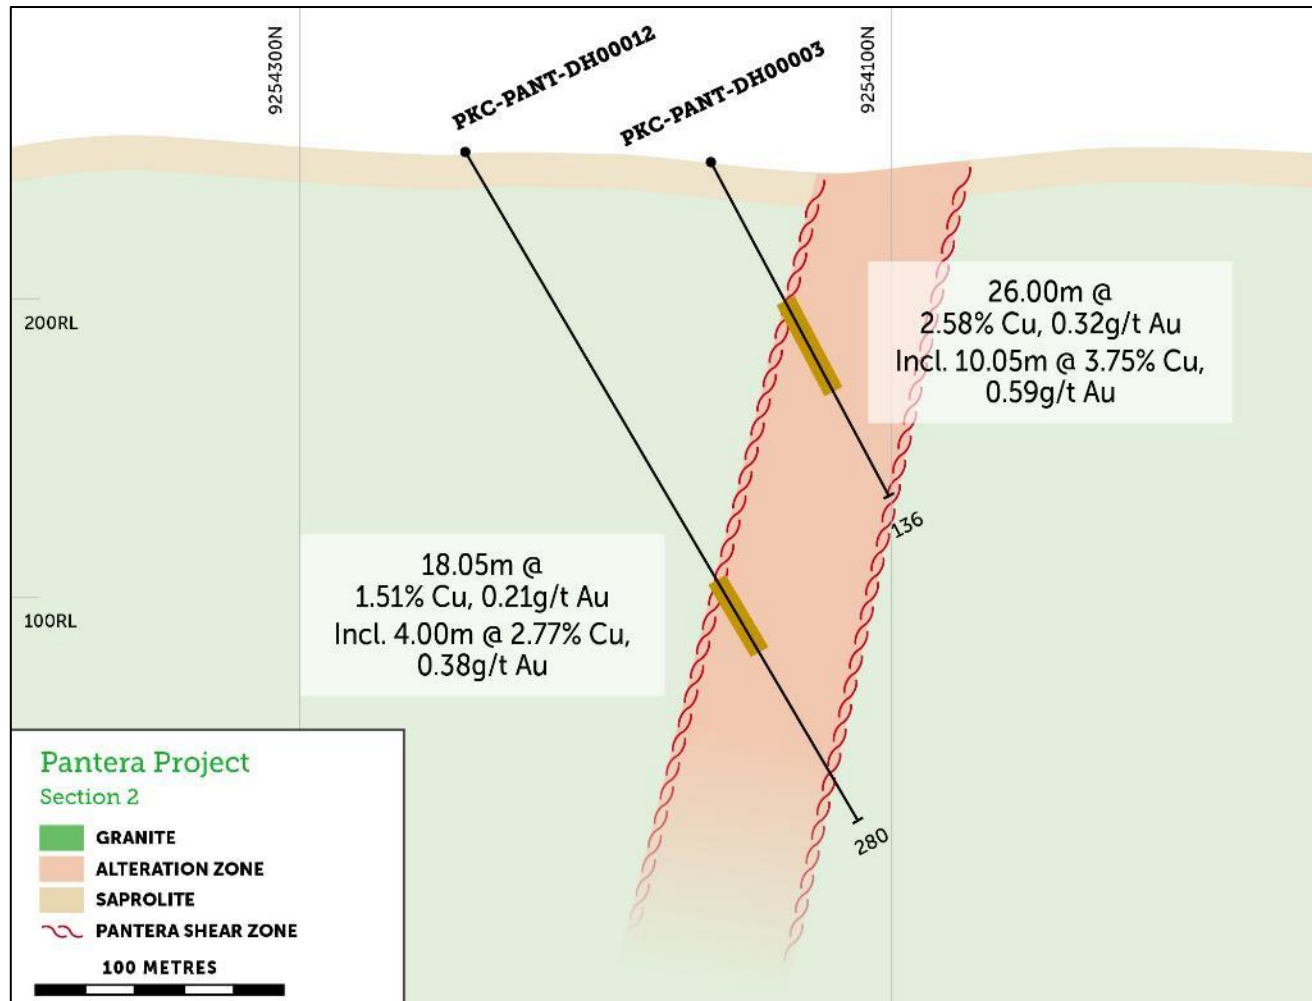 9254300N
PKC-PANT-DH00012
PKC-PANT-DH00003
9254100N
200RL
26.00m @
2.58% Cu, 0.32g/t Au
Incl. 10.05m @ 3.75% Cu,
0.59g/t Au
136
18.05m @
1.51% Cu, 0.21g/t Au
Incl. 4.00m @ 2.77% Cu,
0.38g/t Au
100RL
280
Pantera Project
Section 2
GRANITE
ALTERATION ZONE
SAPROLITE
PANTERA SHEAR ZONE
100 METRES